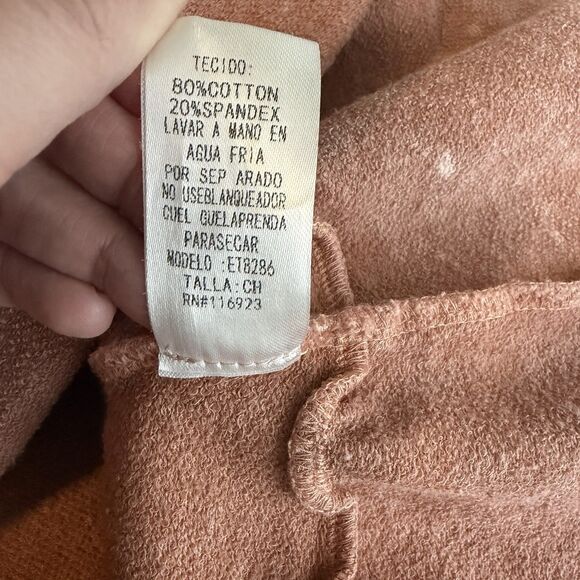 TECIDO:
80%COTTON
20%SPANDEX
LAVAR A MANO EN
AGUA FRIA
POR SEP ARADO
NO USEBLANQUEADOR
CUEL GUELAPRENDA
PARASECAR
MODELO :ET8286
TALLA:CH
RN#116923